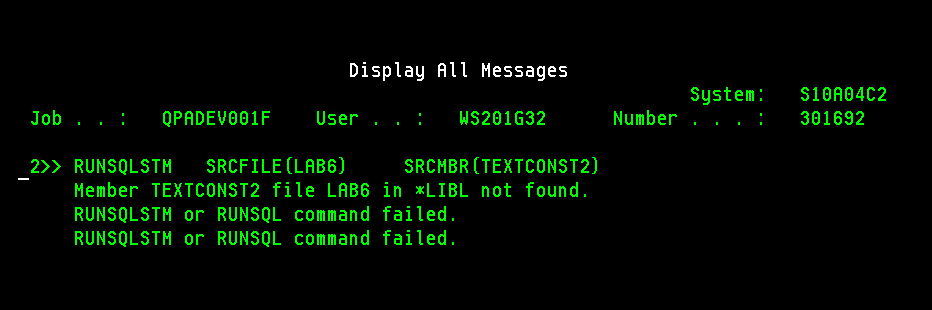 Display All Messages
System: S10A04C2
Job . . : QPADEV001F User . . : WS201G32 Number . . . : 301692
2>> RUNSQLSTM SRCFILE(LAB6) SRCMBR(TEXTCONST2)
Member TEXTCONST2 file LAB6 in *LIBL not found.
RUNSQLSTM or RUNSQL command failed.
RUNSQLSTM or RUNSQL command failed.